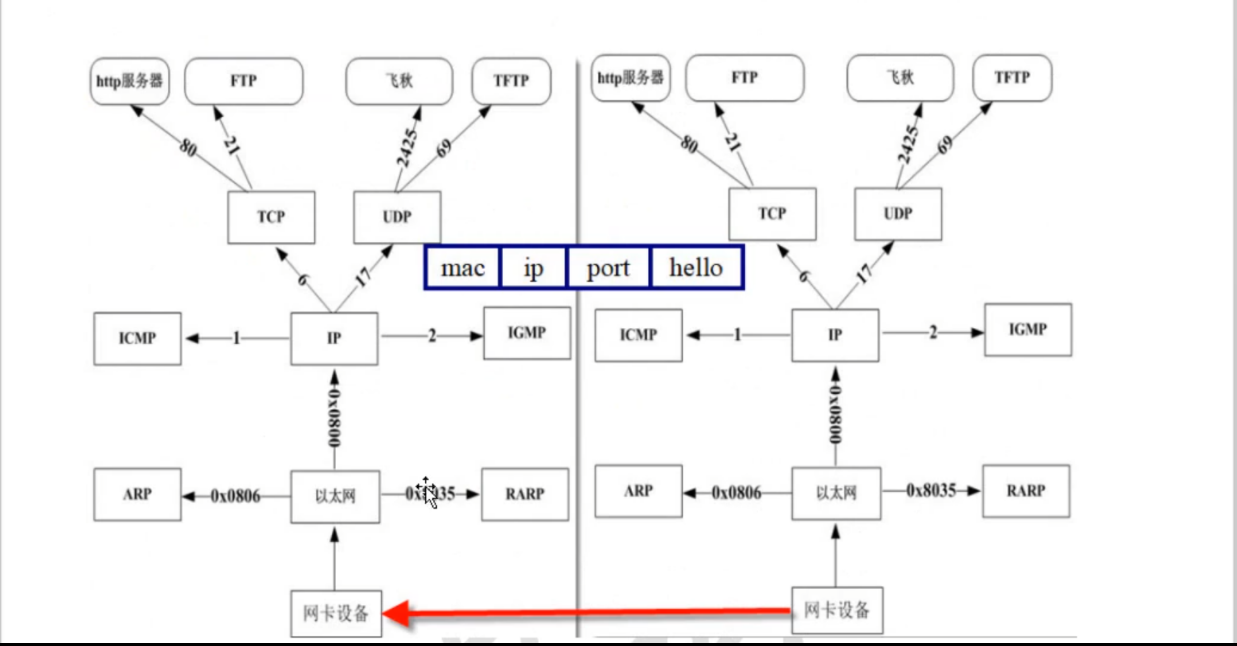 http服务器 FTP 飞秋 TFTP
80 21 2425 69
TCP UDP
6 17
ICMP 1 IP 2 IGMP
0x0800
ARP 0x0806 以太网 RARP
网卡设备
mac ip port hello
http服务器 FTP 飞秋 TFTP
80 21 2425 69
TCP UDP
6 17
ICMP 1 IP 2 IGMP
0x0800
ARP 0x0806 以太网 0x8035 RARP
网卡设备